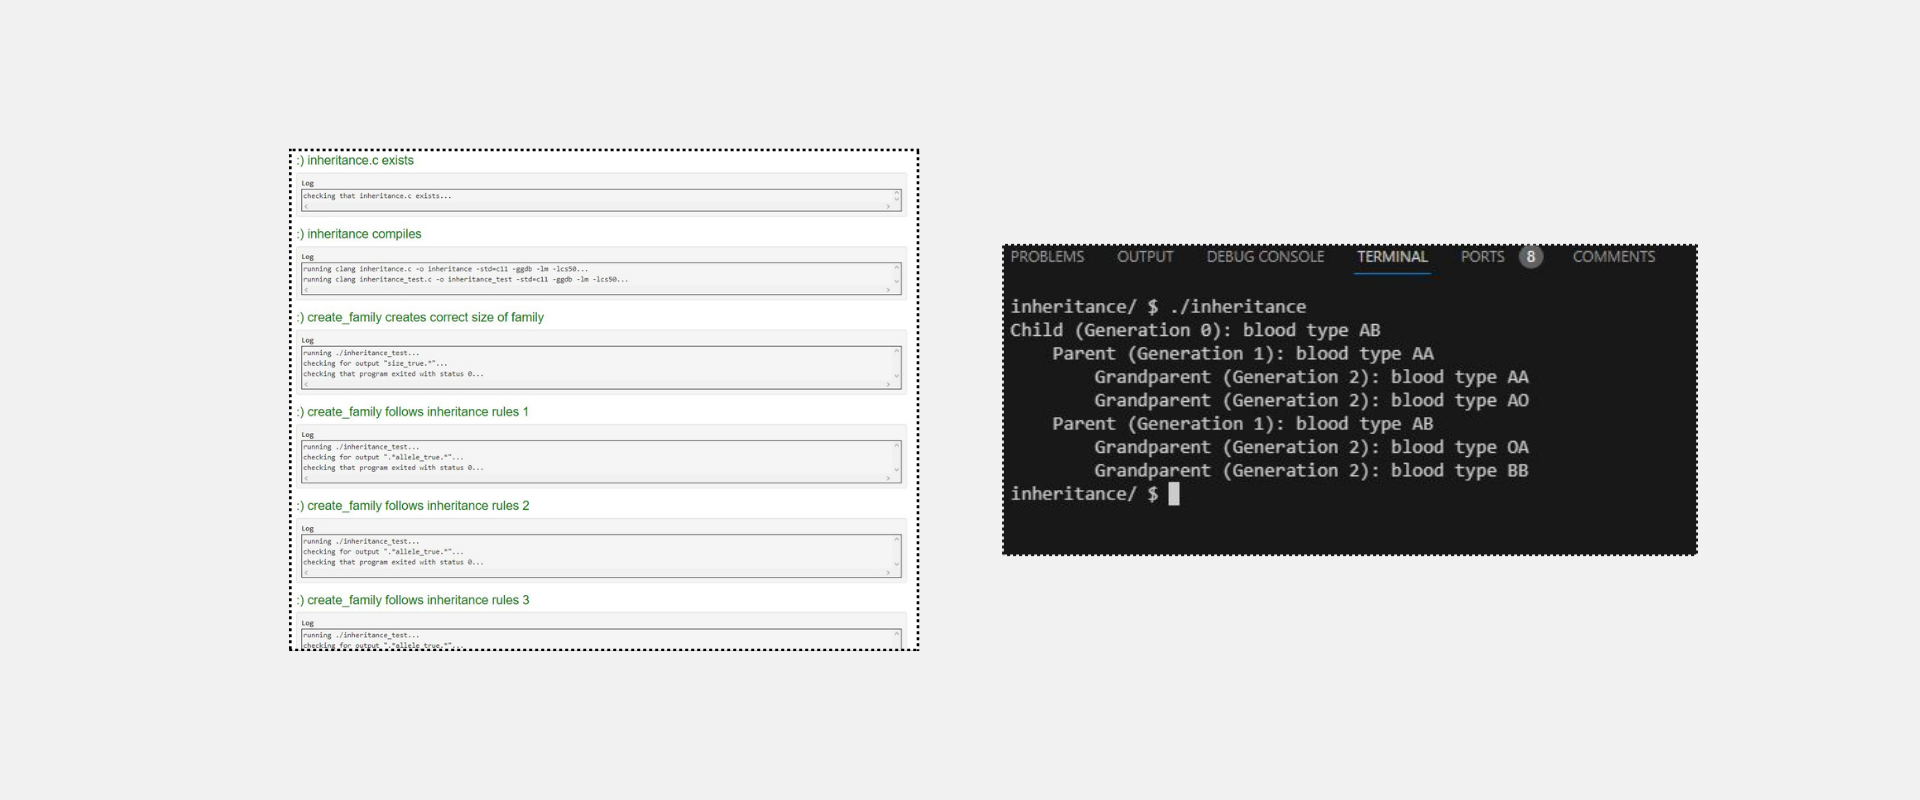 :) inheritance.c exists
Log
checking that inheritance.c exists...
:) inheritance compiles
Log
running clang inheritance.c -o inheritance -std=c11 -ggdb -lm -lcs50...
running clang inheritance_test.c -o inheritance_test -std=c11 -ggdb -lm -lcs50...
:) create_family creates correct size of family
Log
running ./inheritance_test...
checking for output "size_true.*"...
checking that program exited with status 0...
:) create_family follows inheritance rules 1
Log
running ./inheritance_test...
checking for output ".*allele_true.*"...
checking that program exited with status 0...
:) create_family follows inheritance rules 2
Log
running ./inheritance_test...
checking for output ".*allele_true.*"...
checking that program exited with status 0...
:) create_family follows inheritance rules 3
Log
running ./inheritance_test...
checking for output ".*allele_true.*"...
PROBLEMS OUTPUT DEBUG CONSOLE TERMINAL PORTS 8 COMMENTS
inheritance/ $ ./inheritance
Child (Generation 0): blood type AB
Parent (Generation 1): blood type AA
Grandparent (Generation 2): blood type AA
Grandparent (Generation 2): blood type AO
Parent (Generation 1): blood type AB
Grandparent (Generation 2): blood type OA
Grandparent (Generation 2): blood type BB
inheritance/ $